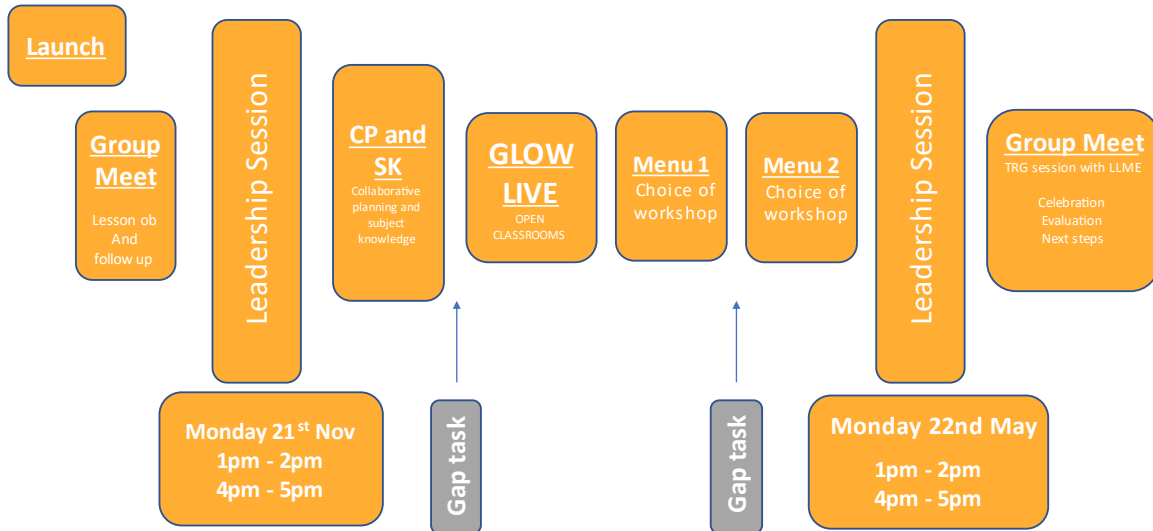 Launch
Group
Meet
Lesson ob
And
follow up
Leadership Session
Monday 21st Nov
1pm - 2pm
4pm - 5pm
CP and
SK
Collaborative
planning and
subject
knowledge
Gap task
GLOW
LIVE
OPEN
CLASSROOMS
Menu 1
Choice of
workshop
Gap task
Menu 2
Choice of
workshop
Leadership Session
Monday 22nd May
1pm - 2pm
4pm - 5pm
Group Meet
TRG session with LLME
Celebration
Evaluation
Next steps